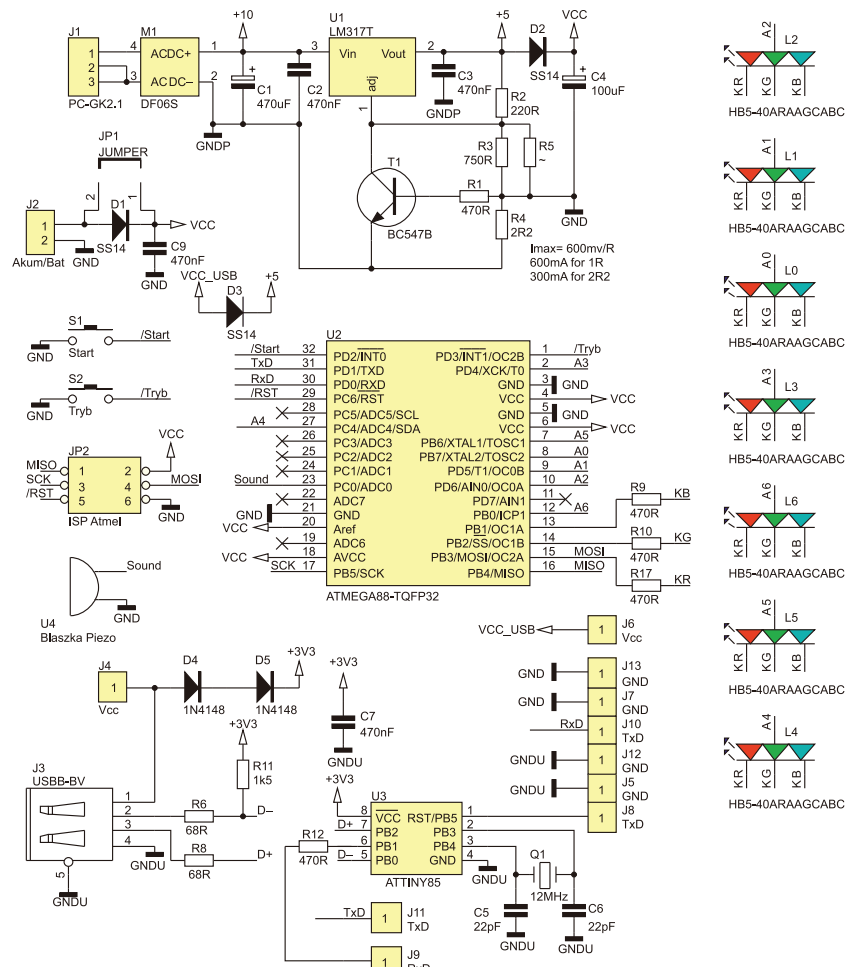 J1
1
2
3
PC-GK2.1
4
3
M1
ACDC+
ACDC–
DF06S
1
2
+10
C1
470uF
+
C2
470nF
GNDP
3
U1
LM317T
Vin
Vout
adj
1
2
C3
470nF
GNDP
+5
D2
SS14
VCC
+
C4
100uF
R2
220R
R3
750R
R5
~
T1
BC547B
R1
470R
R4
2R2
GND
Imax= 600mv/R
600mA for 1R
300mA for 2R2
JP1
JUMPER
2
1
J2
1
2
Akum/Bat
D1
SS14
GND
VCC
C9
470nF
GND
VCC_USB
+5
D3
SS14
S1
GND
Start
/Start
S2
GND
Tryb
/Tryb
JP2
VCC
MISO
SCK
/RST
1
2
3
4
5
6
MOSI
GND
ISP Atmel
Sound
GND
U4
Blaszka Piezo
U2
/Start 32 PD2/INT0
TxD 31 PD1/TXD
RxD 30 PD0/RXD
/RST 29 PC6/RST
28 PC5/ADC5/SCL
A4 27 PC4/ADC4/SDA
26 PC3/ADC3
25 PC2/ADC2
24 PC1/ADC1
Sound 23 PC0/ADC0
22 ADC7
GND 21 GND
VCC 20 Aref
19 ADC6
VCC 18 AVCC
SCK 17 PB5/SCK
PD3/INT1/OC2B 1 /Tryb
PD4/XCK/T0 2 A3
GND 3 GND
VCC 4 VCC
GND 5 GND
VCC 6 VCC
PB6/XTAL1/TOSC1 7 A5
PB7/XTAL2/TOSC2 8 A0
PD5/T1/OC0B 9 A1
PD6/AIN0/OC0A 10 A2
PD7/AIN1 11
PB0/ICP1 12 A6
PB1/OC1A 13
PB2/SS/OC1B 14
PB3/MOSI/OC2A 15 MOSI
PB4/MISO 16 MISO
ATMEGA88-TQFP32
R9
470R
KB
R10
470R
KG
R17
470R
KR
VCC_USB
1
J6
Vcc
GND 1 J13
GND
GND 1 J7
GND
RxD 1 J10
TxD
GNDU 1 J12
GND
GNDU 1 J5
GND
1 J8
TxD
J4
1
Vcc
D4
1N4148
D5
1N4148
+3V3
+3V3
R11
1k5
+3V3
C7
470nF
GNDU
J3
USBB-BV
1
2
3
4
5
GNDU
R6
68R
D–
R8
68R
D+
GNDU
+3V3
U3
8 VCC
D+ 7 PB2
6 PB1
D– 5 PB0
RST/PB5 1
PB3 2
PB4 3
GND 4
ATTINY85
R12
470R
GNDU
Q1
12MHz
C5
22pF
GNDU
C6
22pF
GNDU
TxD
1
J11
TxD
1
J9
RxD
A2
L2
KR
KG
KB
HB5-40ARAAGCABC
A1
L1
KR
KG
KB
HB5-40ARAAGCABC
A0
L0
KR
KG
KB
HB5-40ARAAGCABC
A3
L3
KR
KG
KB
HB5-40ARAAGCABC
A6
L6
KR
KG
KB
HB5-40ARAAGCABC
A5
L5
KR
KG
KB
HB5-40ARAAGCABC
A4
L4
KR
KG
KB
HB5-40ARAAGCABC